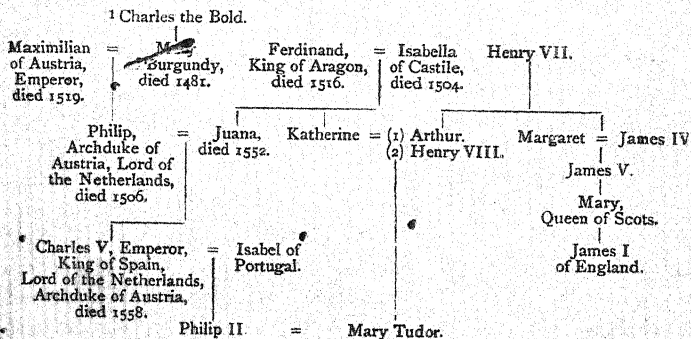 1 Charles the Bold.
Maximilian
of Austria,
Emperor,
died 1519.
=
Burgundy,
died 1481.
Ferdinand,
King of Aragon,
died 1516.
=
Isabella
of Castile,
died 1504.
Henry VII.
Philip,
Archduke of
Austria, Lord of
the Netherlands,
died 1506.
=
Juana,
died 1552.
Katherine = (1) Arthur.
(2) Henry VIII.
Margaret = James IV
James V.
Mary,
Queen of Scots.
James I
of England.
Charles V, Emperor,
King of Spain,
Lord of the Netherlands,
Archduke of Austria,
died 1558.
=
Isabel of
Portugal.
Philip II = Mary Tudor.